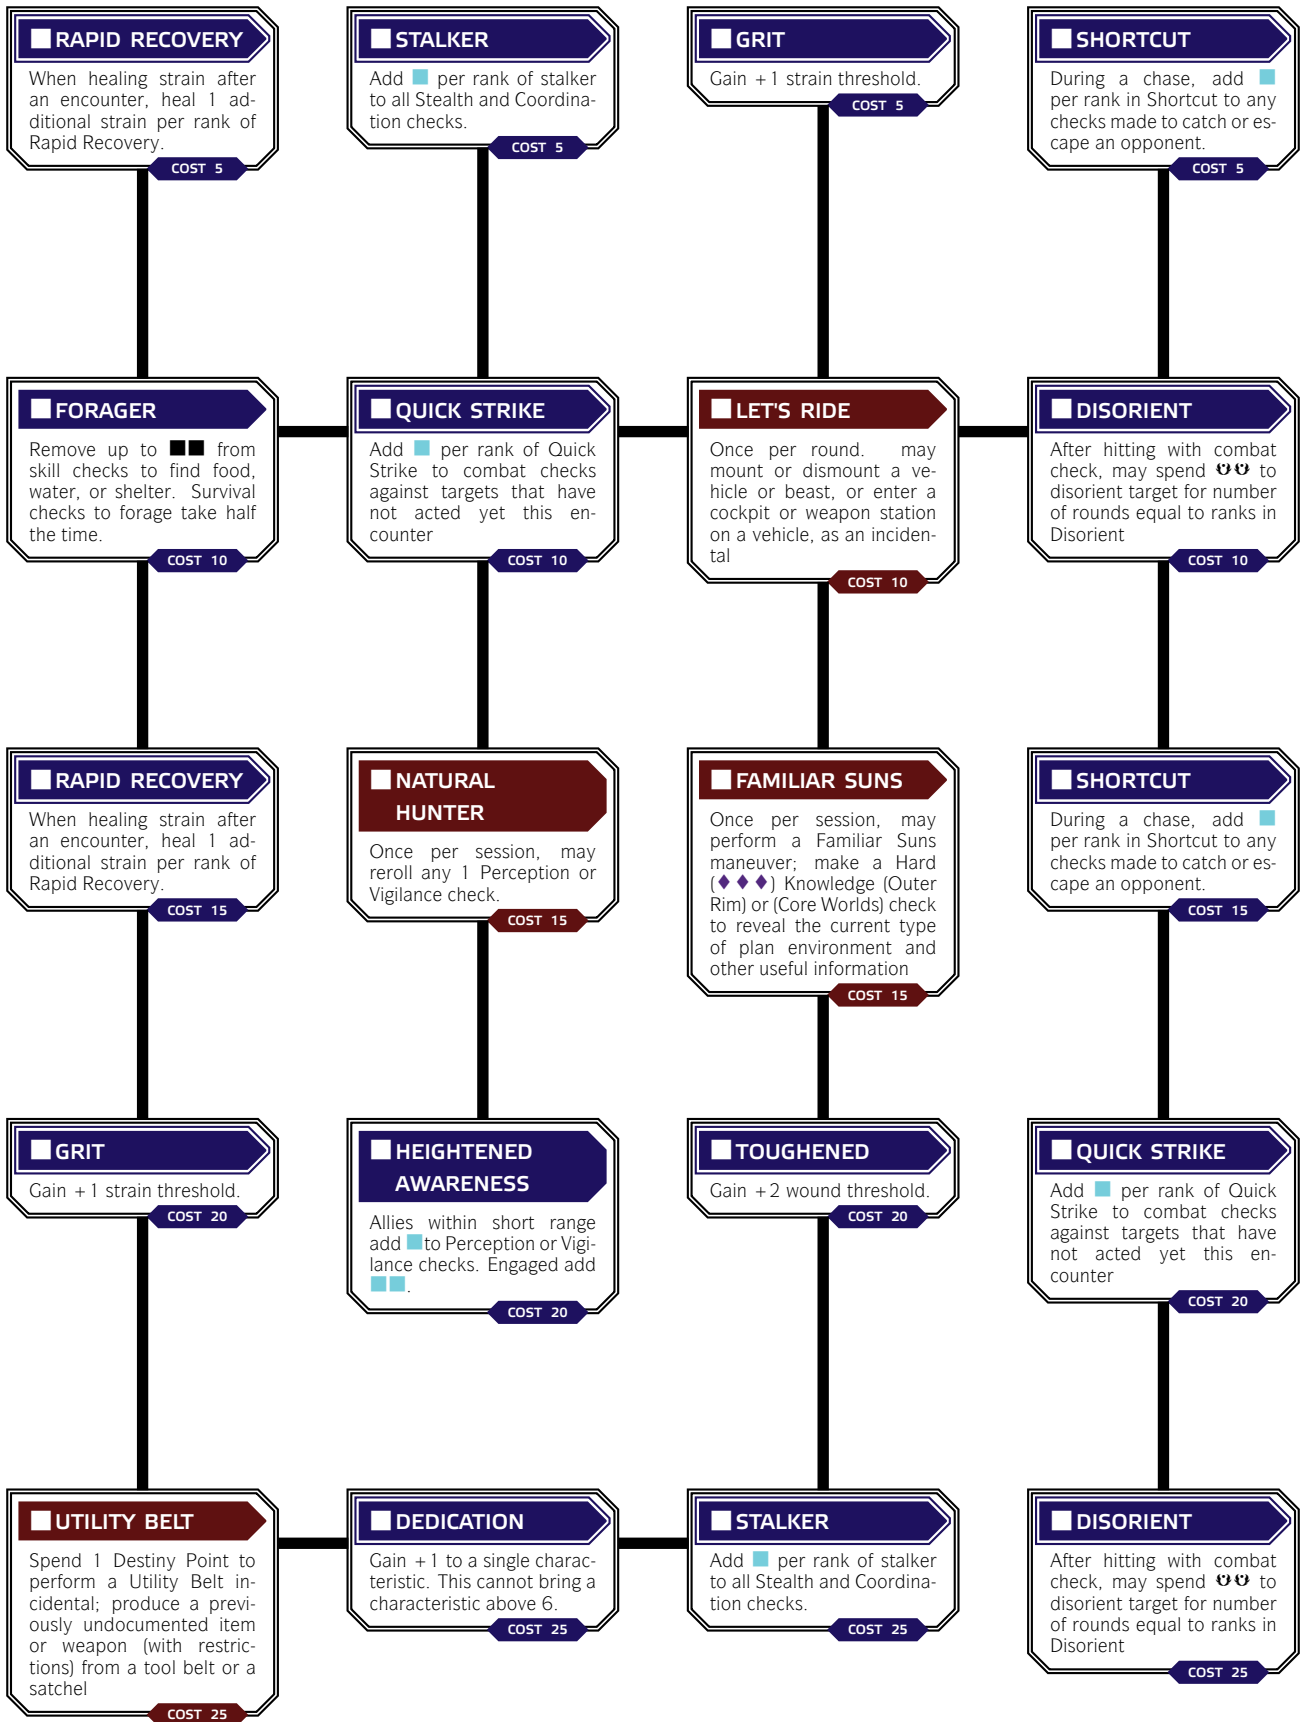 RAPID RECOVERY
When healing strain after
an encounter, heal 1 ad-
ditional strain per rank of
Rapid Recovery.
COST 5
STALKER
Add per rank of stalker
to all Stealth and Coordina-
tion checks.
COST 5
GRIT
Gain +1 strain threshold.
COST 5
SHORTCUT
During a chase, add
per rank in Shortcut to any
checks made to catch or es-
cape an opponent.
COST 5
FORAGER
Remove up to from
skill checks to find food,
water, or shelter. Survival
checks to forage take half
the time.
COST 10
QUICK STRIKE
Add per rank of Quick
Strike to combat checks
against targets that have
not acted yet this en-
counter
COST 10
LET'S RIDE
Once per round. may
mount or dismount a ve-
hicle or beast, or enter a
cockpit or weapon station
on a vehicle, as an inciden-
tal
COST 10
DISORIENT
After hitting with combat
check, may spend to
disorient target for number
of rounds equal to ranks in
Disorient
COST 10
RAPID RECOVERY
When healing strain after
an encounter, heal 1 ad-
ditional strain per rank of
Rapid Recovery.
COST 15
NATURAL
HUNTER
Once per session, may
reroll any 1 Perception or
Vigilance check.
COST 15
FAMILIAR SUNS
Once per session, may
perform a Familiar Suns
maneuver; make a Hard
(♦♦♦) Knowledge (Outer
Rim) or (Core Worlds) check
to reveal the current type
of plan environment and
other useful information
COST 15
SHORTCUT
During a chase, add
per rank in Shortcut to any
checks made to catch or es-
cape an opponent.
COST 15
GRIT
Gain +1 strain threshold.
COST 20
HEIGHTENED
AWARENESS
Allies within short range
add to Perception or Vigi-
lance checks. Engaged add
.
COST 20
TOUGHENED
Gain +2 wound threshold.
COST 20
QUICK STRIKE
Add per rank of Quick
Strike to combat checks
against targets that have
not acted yet this en-
counter
COST 20
UTILITY BELT
Spend 1 Destiny Point to
perform a Utility Belt in-
cidental; produce a previ-
ously undocumented item
or weapon (with restric-
tions) from a tool belt or a
satchel
COST 25
DEDICATION
Gain +1 to a single charac-
teristic. This cannot bring a
characteristic above 6.
COST 25
STALKER
Add per rank of stalker
to all Stealth and Coordina-
tion checks.
COST 25
DISORIENT
After hitting with combat
check, may spend to
disorient target for number
of rounds equal to ranks in
Disorient
COST 25